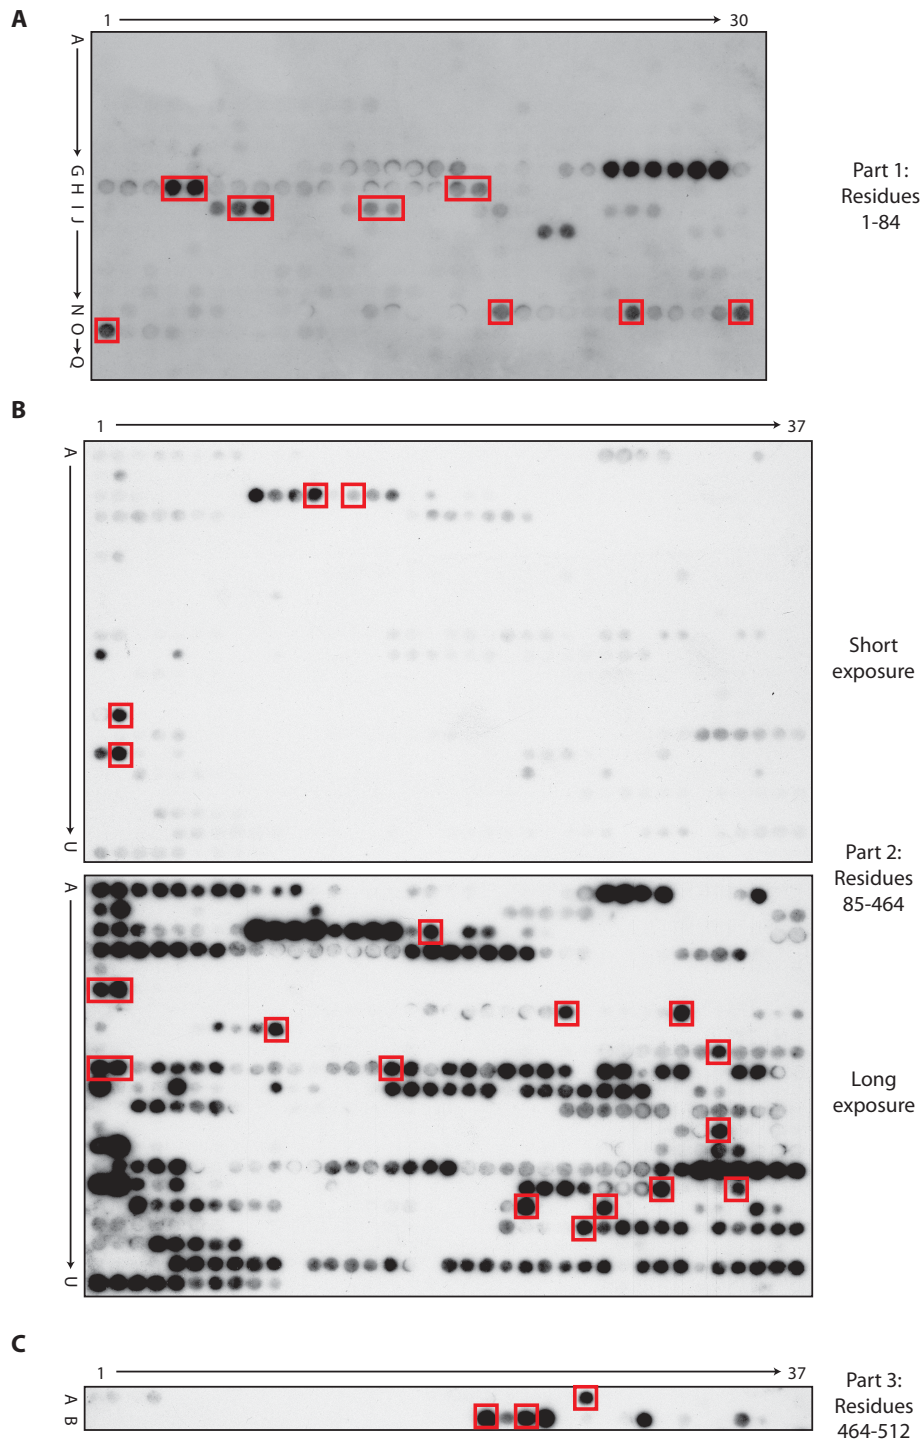 A
1
30
A
G
H
I
J
N
O
Q
Part 1:
Residues
1-84
B
1
37
A
U
Short
exposure
Part 2:
Residues
85-464
A
U
Long
exposure
C
1
37
A
B
Part 3:
Residues
464-512